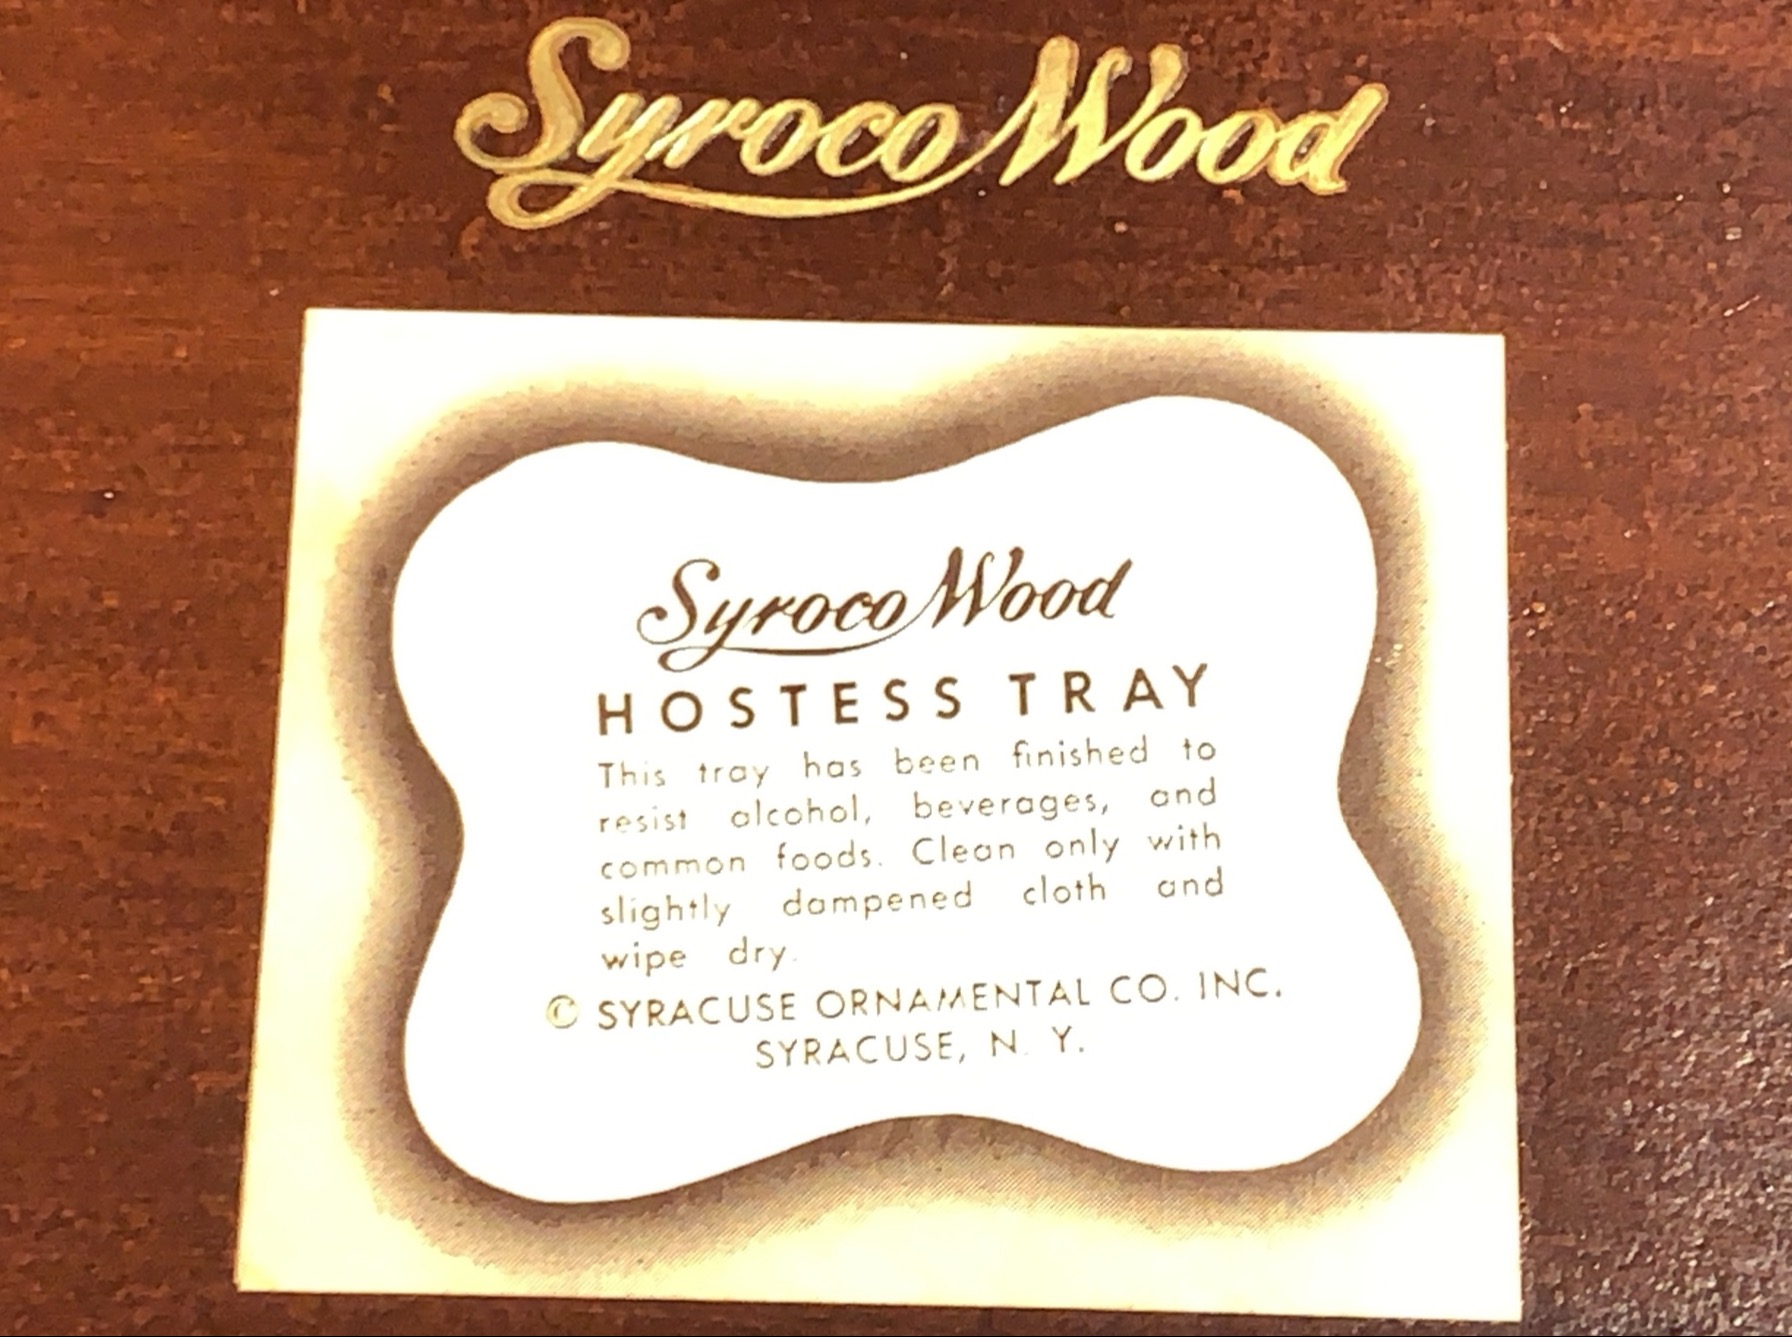 Syroco Wood
Syroco Wood
HOSTESS TRAY
This tray has been finished to
resist alcohol, beverages, and
common foods. Clean only with
slightly dampened cloth and
wipe dry.
© SYRACUSE ORNAMENTAL CO. INC.
SYRACUSE, N. Y.